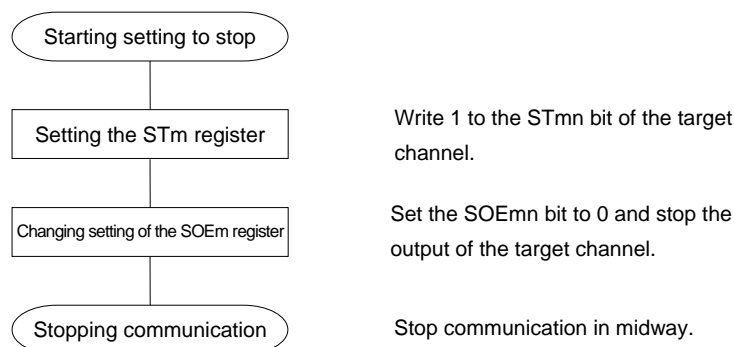 Starting setting to stop
Setting the STm register
Write 1 to the STmn bit of the target
channel.
Changing setting of the SOEm register
Set the SOEmn bit to 0 and stop the
output of the target channel.
Stopping communication
Stop communication in midway.